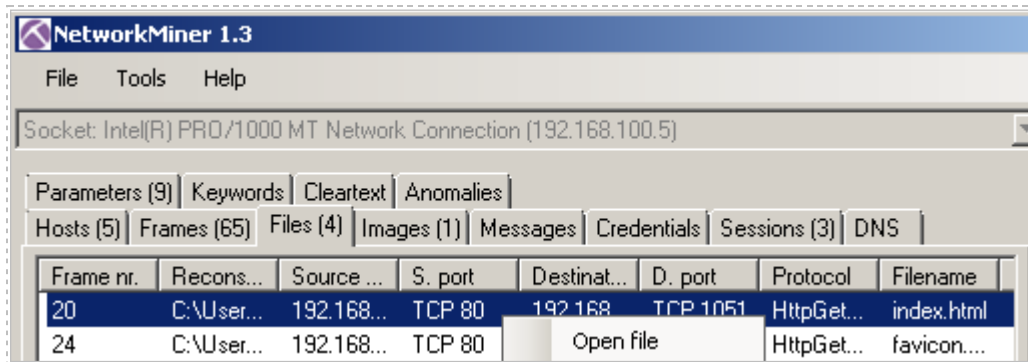 NetworkMiner 1.3
File Tools Help
Socket: Intel(R) PRO/1000 MT Network Connection (192.168.100.5)
Parameters (9) Keywords Cleartext Anomalies
Hosts (5) Frames (65) Files (4) Images (1) Messages Credentials Sessions (3) DNS
Frame nr. Recons... Source ... S. port Destinat... D. port Protocol Filename
20 C:\User... 192.168... TCP 80 192.168... TCP 1051 HttpGet... index.html
24 C:\User... 192.168... TCP 80 Open file HttpGet... favicon....